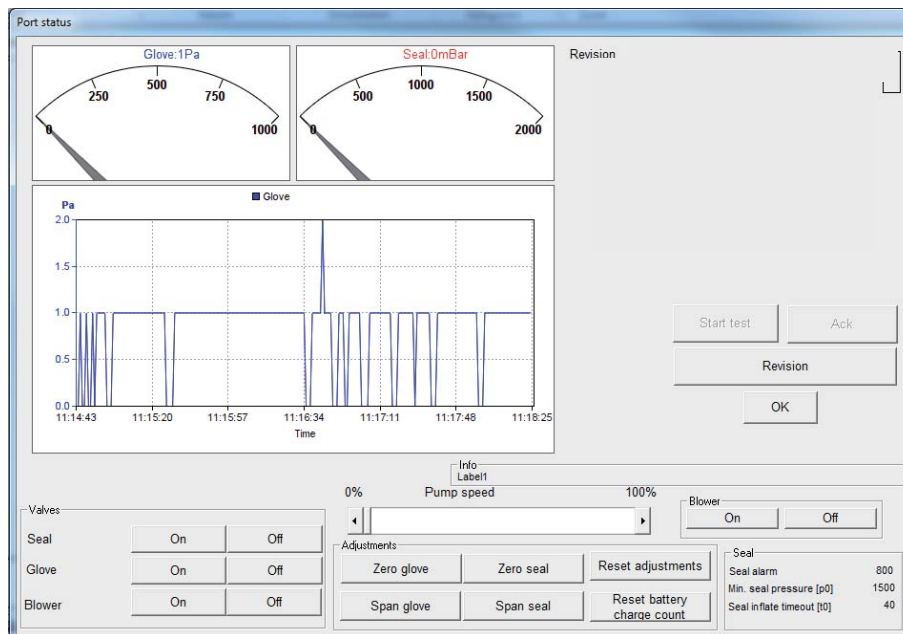 Port status
Glove:1Pa
0 250 500 750 1000
Seal:0mBar
0 500 1000 1500 2000
Revision
Glove
Pa
2.0
1.5
1.0
0.5
0.0
11:14:43 11:15:20 11:15:57 11:16:34 11:17:11 11:17:48 11:18:25
Time
Start test Ack
Revision
OK
Info
Label1
0% Pump speed 100%
Blower
On Off
Valves
Seal On Off
Glove On Off
Blower On Off
Adjustments
Zero glove Zero seal Reset adjustments
Span glove Span seal Reset battery
charge count
Seal
Seal alarm 800
Min. seal pressure [p0] 1500
Seal inflate timeout [t0] 40